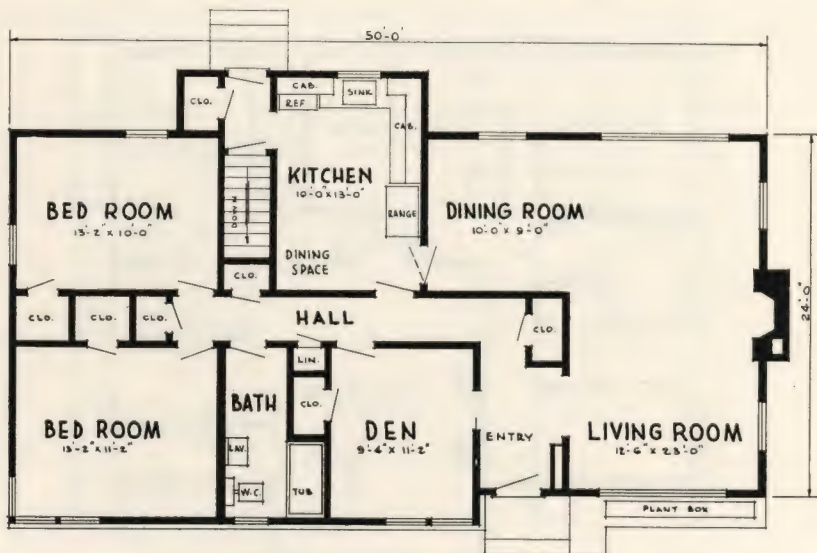 50'-0"
CLO.
CAB.
SINK
REF.
CAB.
KITCHEN
10'-0 X 13'-0"
RANGE
DOWN
DINING
SPACE
BED ROOM
13'-2" X 10'-0"
DINING ROOM
10'-0" X 9'-0"
24'-0"
CLO.
CLO.
CLO.
CLO.
HALL
CLO.
LIN.
BED ROOM
13'-2" X 11'-2"
BATH
CLO.
LAV.
W.C.
TUB
DEN
9'-4" X 11'-2"
ENTRY
LIVING ROOM
12'-6" X 23'-0"
PLANT BOX